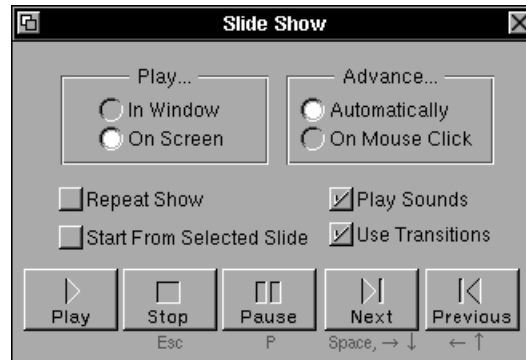 Slide Show
Play... Advance...
In Window Automatically
On Screen On Mouse Click
Repeat Show Play Sounds
Start From Selected Slide Use Transitions
Play Stop Pause Next Previous
Esc P Space, → ↓ ← ↑